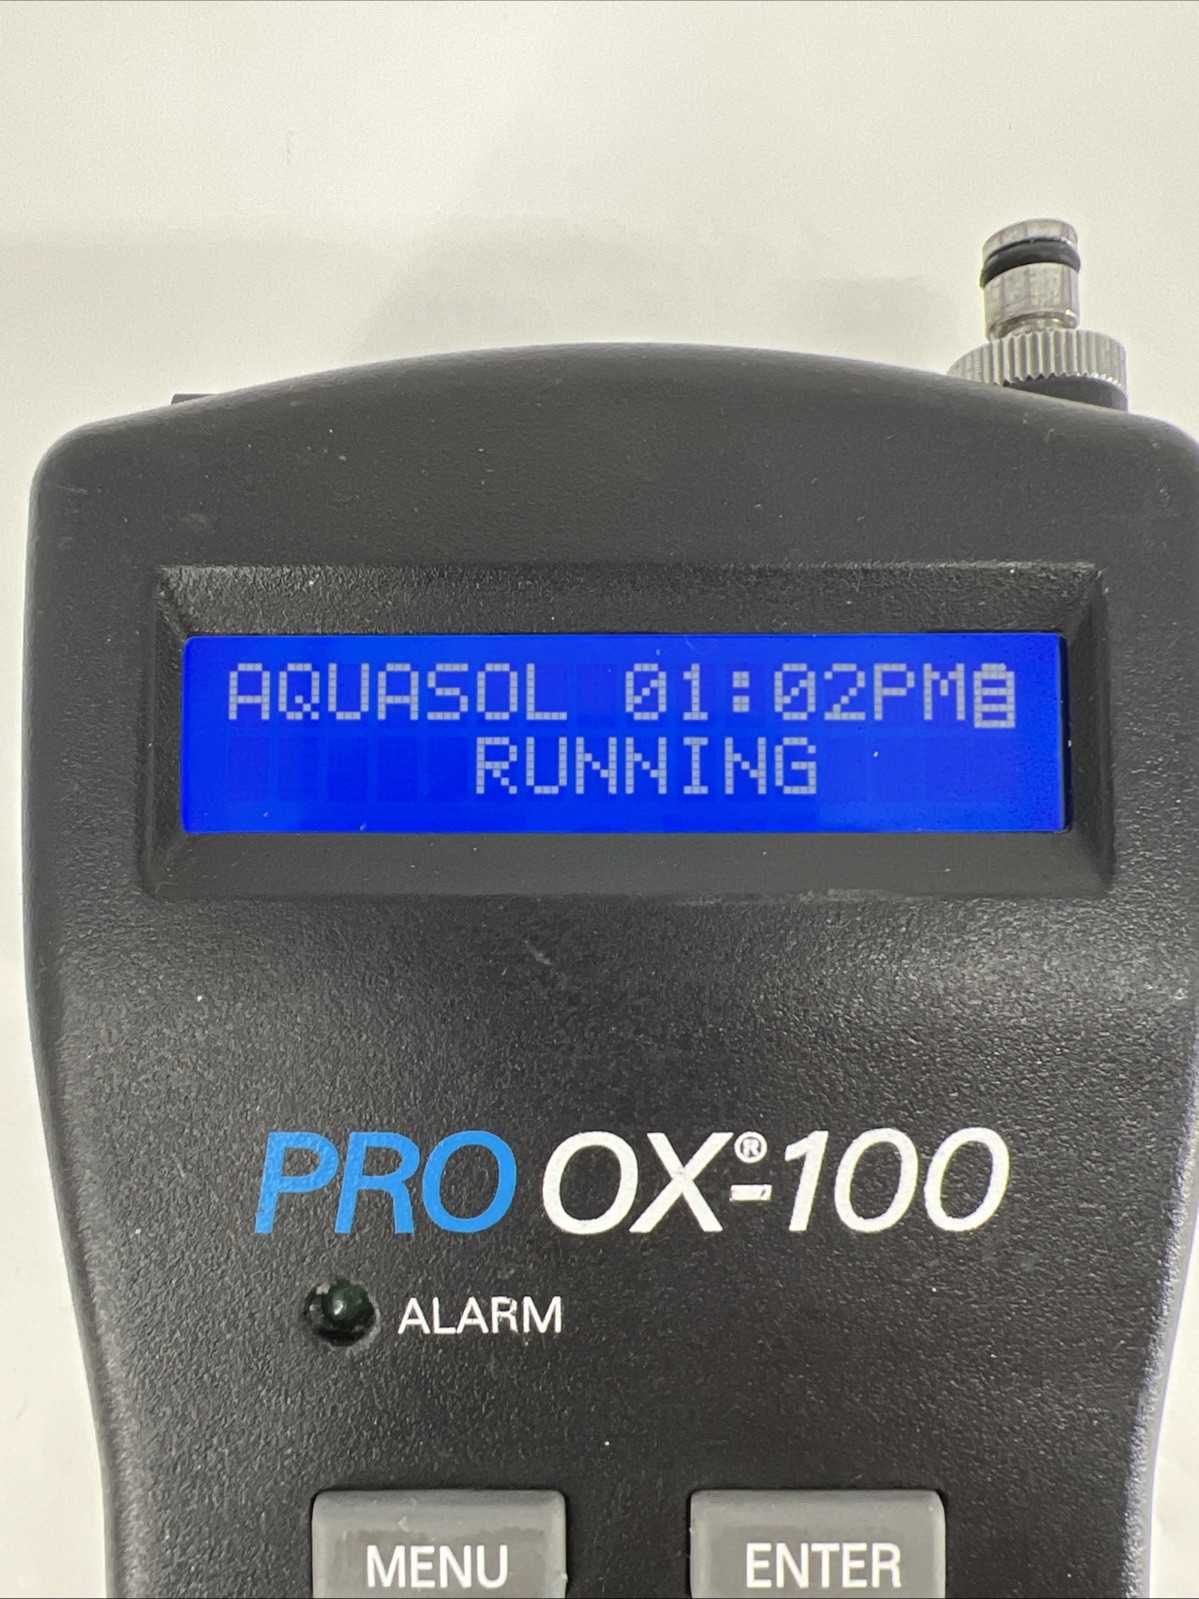 AQUASOL 01:02PM
RUNNING
PRO OX®-100
ALARM
MENU
ENTER